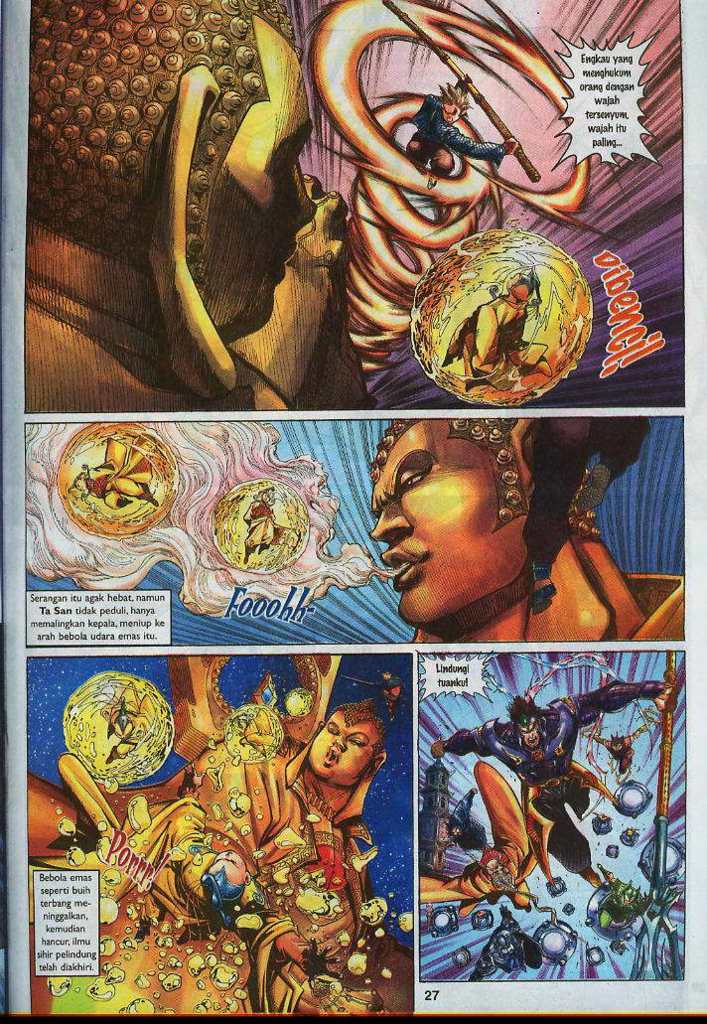 Engkau yang
menghukum
orang dengan
wajah
tersenyum,
wajah itu
paling...
dibenci!
Serangan itu agak hebat, namun
Ta San tidak peduli, hanya
memalingkan kepala, meniup ke
arah bebola udara emas itu.
Fooohh-
Lindungi
tuanku!
Porrr!
Bebola emas
seperti buih
terbang me-
ninggalkan,
kemudian
hancur, ilmu
sihir pelindung
telah diakhiri.
27